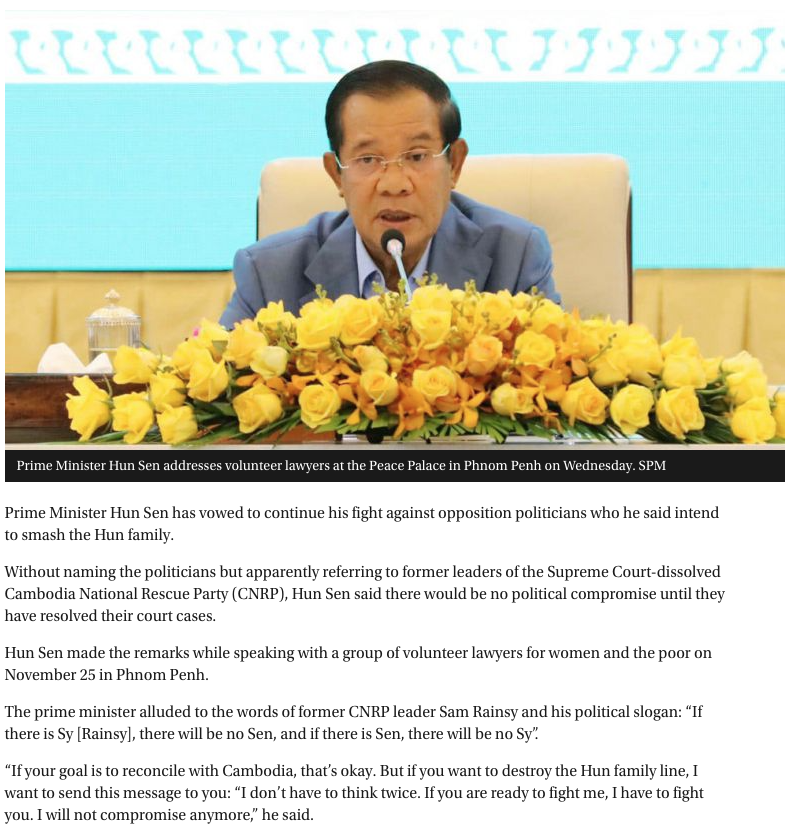 Prime Minister Hun Sen addresses volunteer lawyers at the Peace Palace in Phnom Penh on Wednesday. SPM
Prime Minister Hun Sen has vowed to continue his fight against opposition politicians who he said intend
to smash the Hun family.
Without naming the politicians but apparently referring to former leaders of the Supreme Court-dissolved
Cambodia National Rescue Party (CNRP), Hun Sen said there would be no political compromise until they
have resolved their court cases.
Hun Sen made the remarks while speaking with a group of volunteer lawyers for women and the poor on
November 25 in Phnom Penh.
The prime minister alluded to the words of former CNRP leader Sam Rainsy and his political slogan: “If
there is Sy [Rainsy], there will be no Sen, and if there is Sen, there will be no Sy”.
“If your goal is to reconcile with Cambodia, that’s okay. But if you want to destroy the Hun family line, I
want to send this message to you: “I don’t have to think twice. If you are ready to fight me, I have to fight
you. I will not compromise anymore,” he said.